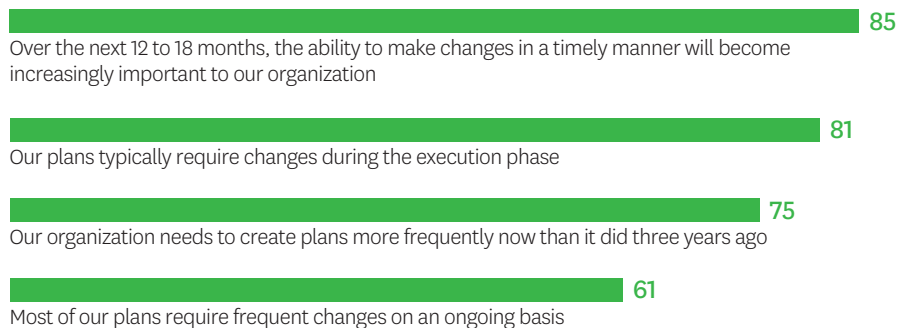 85
Over the next 12 to 18 months, the ability to make changes in a timely manner will become
increasingly important to our organization
81
Our plans typically require changes during the execution phase
75
Our organization needs to create plans more frequently now than it did three years ago
61
Most of our plans require frequent changes on an ongoing basis